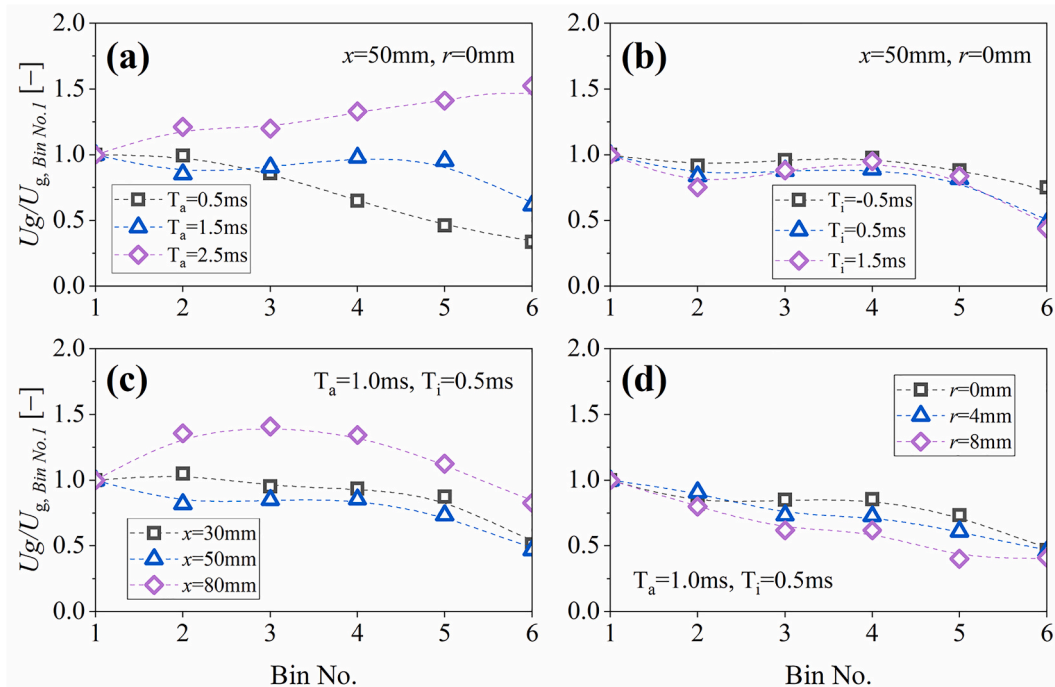 2.0
1.5
1.0
0.5
0.0
Ug/U g, Bin No.1 [−]
(a)
x=50mm, r=0mm
Ta=0.5ms
Ta=1.5ms
Ta=2.5ms
1 2 3 4 5 6
2.0
1.5
1.0
0.5
0.0
(b)
x=50mm, r=0mm
Ti=-0.5ms
Ti=0.5ms
Ti=1.5ms
1 2 3 4 5 6
2.0
1.5
1.0
0.5
0.0
Ug/U g, Bin No.1 [−]
(c)
Ta=1.0ms, Ti=0.5ms
x=30mm
x=50mm
x=80mm
1 2 3 4 5 6
Bin No.
2.0
1.5
1.0
0.5
0.0
(d)
r=0mm
r=4mm
r=8mm
Ta=1.0ms, Ti=0.5ms
1 2 3 4 5 6
Bin No.